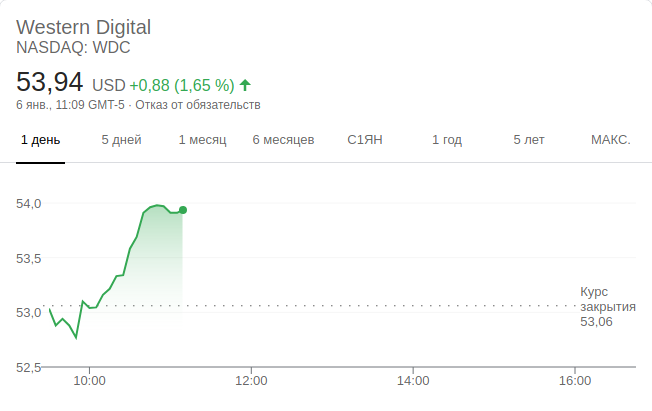 Western Digital
NASDAQ: WDC
53,94 USD +0,88 (1,65 %)
6 янв., 11:09 GMT-5 · Отказ от обязательств
1 день 5 дней 1 месяц 6 месяцев С1ЯН 1 год 5 лет МАКС.
54,0
53,5
53,0
52,5
Курс
закрытия
53,06
10:00 12:00 14:00 16:00